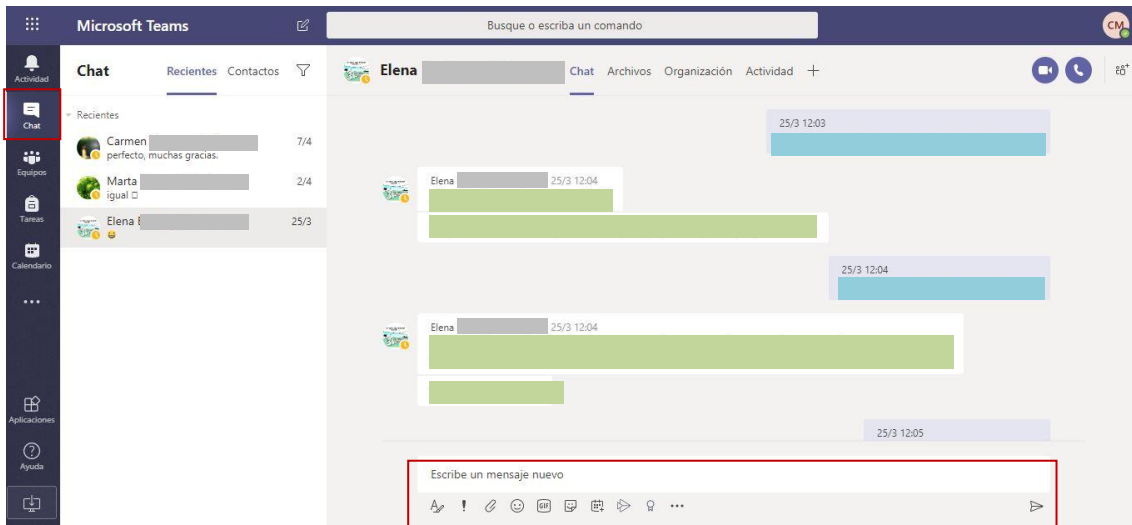 Microsoft Teams
Busque o escriba un comando
CM
Actividad
Chat
Equipos
Tareas
Calendario
Aplicaciones
Ayuda
Chat Recientes Contactos
Recientes
Carmen 7/4
perfecto, muchas gracias.
Marta 2/4
igual
Elena 25/3
Elena Chat Archivos Organización Actividad
25/3 12:03
Elena 25/3 12:04
25/3 12:04
Elena 25/3 12:04
25/3 12:05
Escribe un mensaje nuevo
GIF